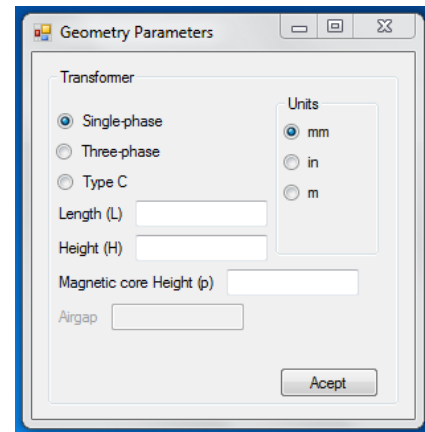 Geometry Parameters
Transformer
Units
Single-phase
mm
Three-phase
in
Type C
m
Length (L)
Height (H)
Magnetic core Height (p)
Airgap
Acept